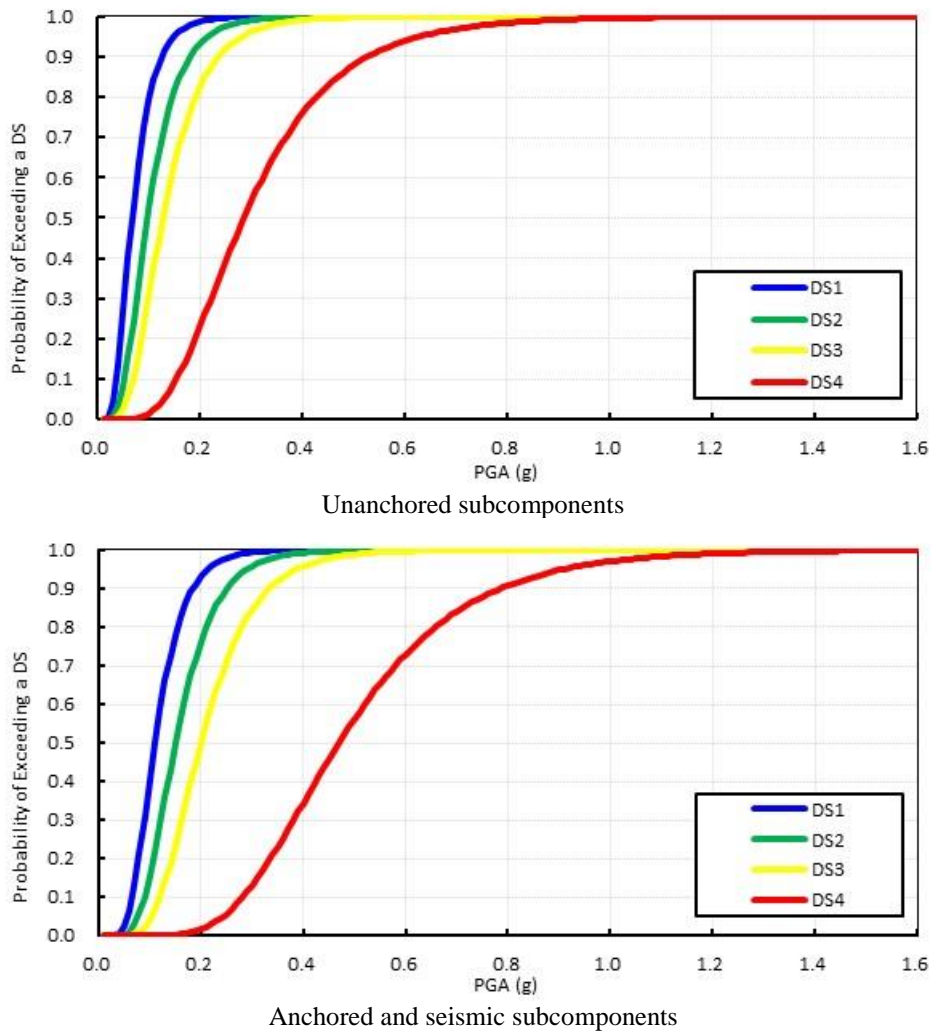 1.0
0.9
0.8
0.7
0.6
0.5
0.4
0.3
0.2
0.1
0.0
Probability of Exceeding a DS
DS1
DS2
DS3
DS4
0.0 0.2 0.4 0.6 0.8 1.0 1.2 1.4 1.6
PGA (g)
Unanchored subcomponents
1.0
0.9
0.8
0.7
0.6
0.5
0.4
0.3
0.2
0.1
0.0
Probability of Exceeding a DS
DS1
DS2
DS3
DS4
0.0 0.2 0.4 0.6 0.8 1.0 1.2 1.4 1.6
PGA (g)
Anchored and seismic subcomponents